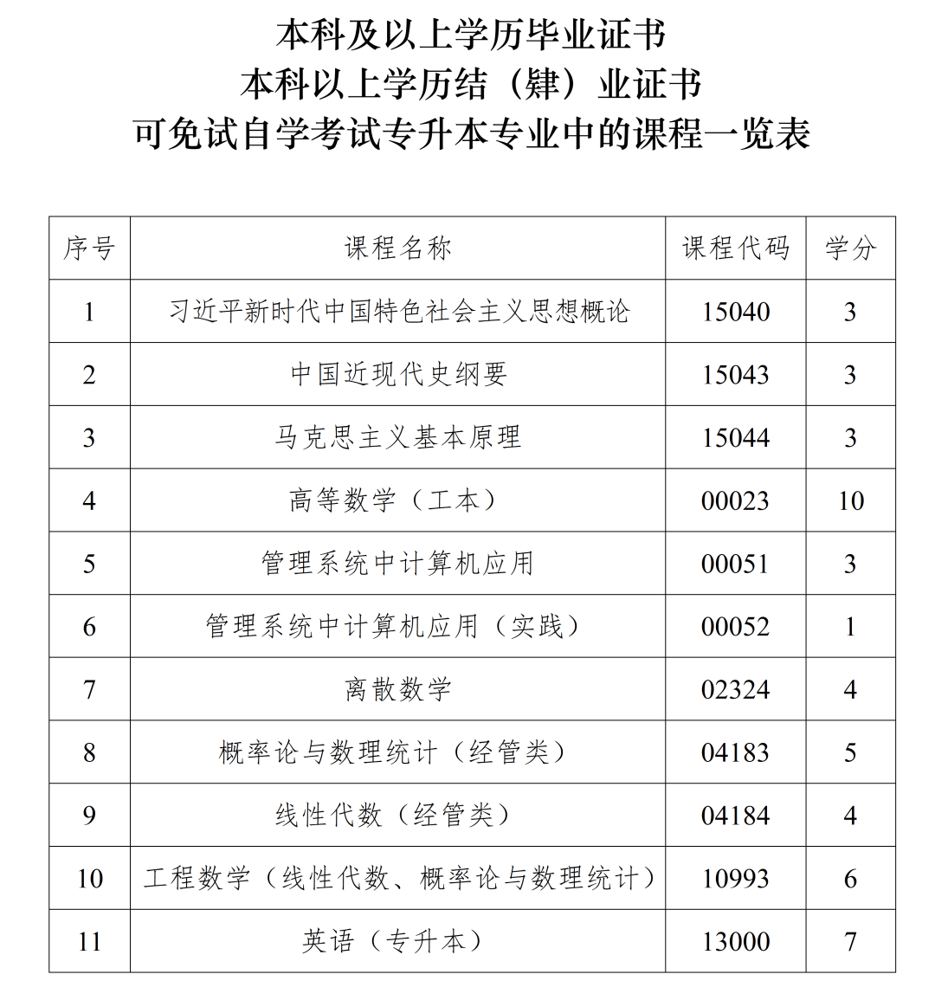 本科及以上学历毕业证书
本科以上学历结（肄）业证书
可免试自学考试专升本专业中的课程一览表
序号 课程名称 课程代码 学分
1 习近平新时代中国特色社会主义思想概论 15040 3
2 中国近现代史纲要 15043 3
3 马克思主义基本原理 15044 3
4 高等数学（工本） 00023 10
5 管理系统中计算机应用 00051 3
6 管理系统中计算机应用（实践） 00052 1
7 离散数学 02324 4
8 概率论与数理统计（经管类） 04183 5
9 线性代数（经管类） 04184 4
10 工程数学（线性代数、概率论与数理统计） 10993 6
11 英语（专升本） 13000 7